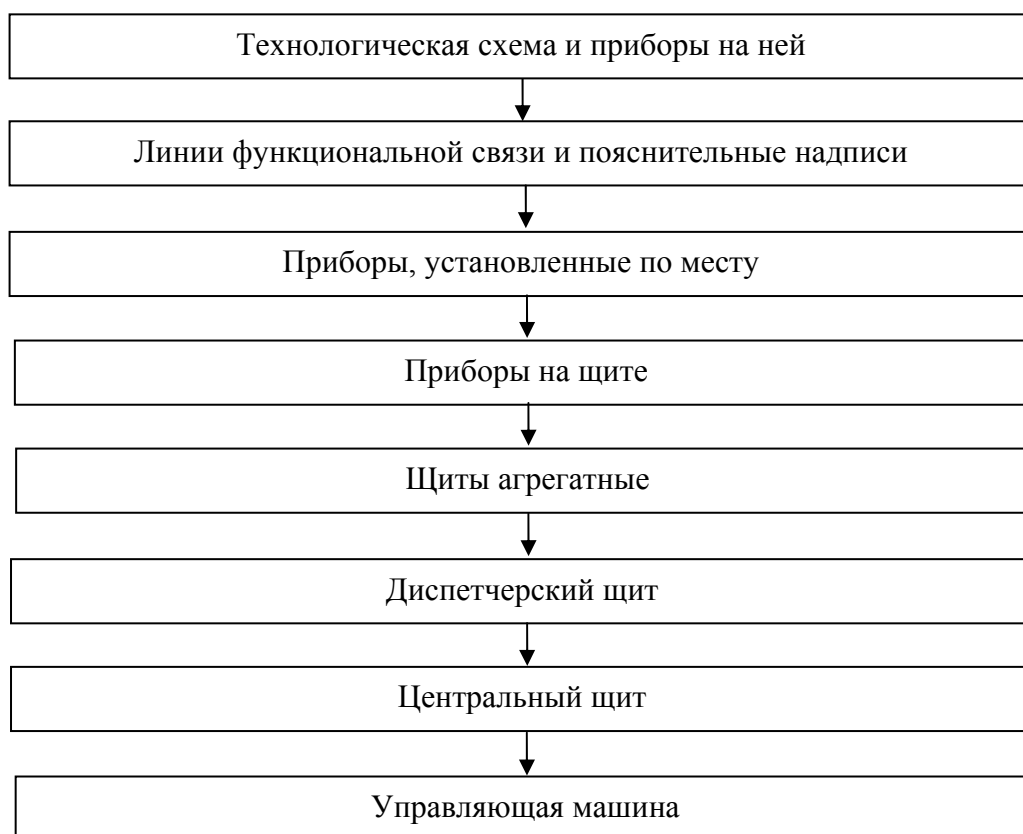 Технологическая схема и приборы на ней
Линии функциональной связи и пояснительные надписи
Приборы, установленные по месту
Приборы на щите
Щиты агрегатные
Диспетчерский щит
Центральный щит
Управляющая машина